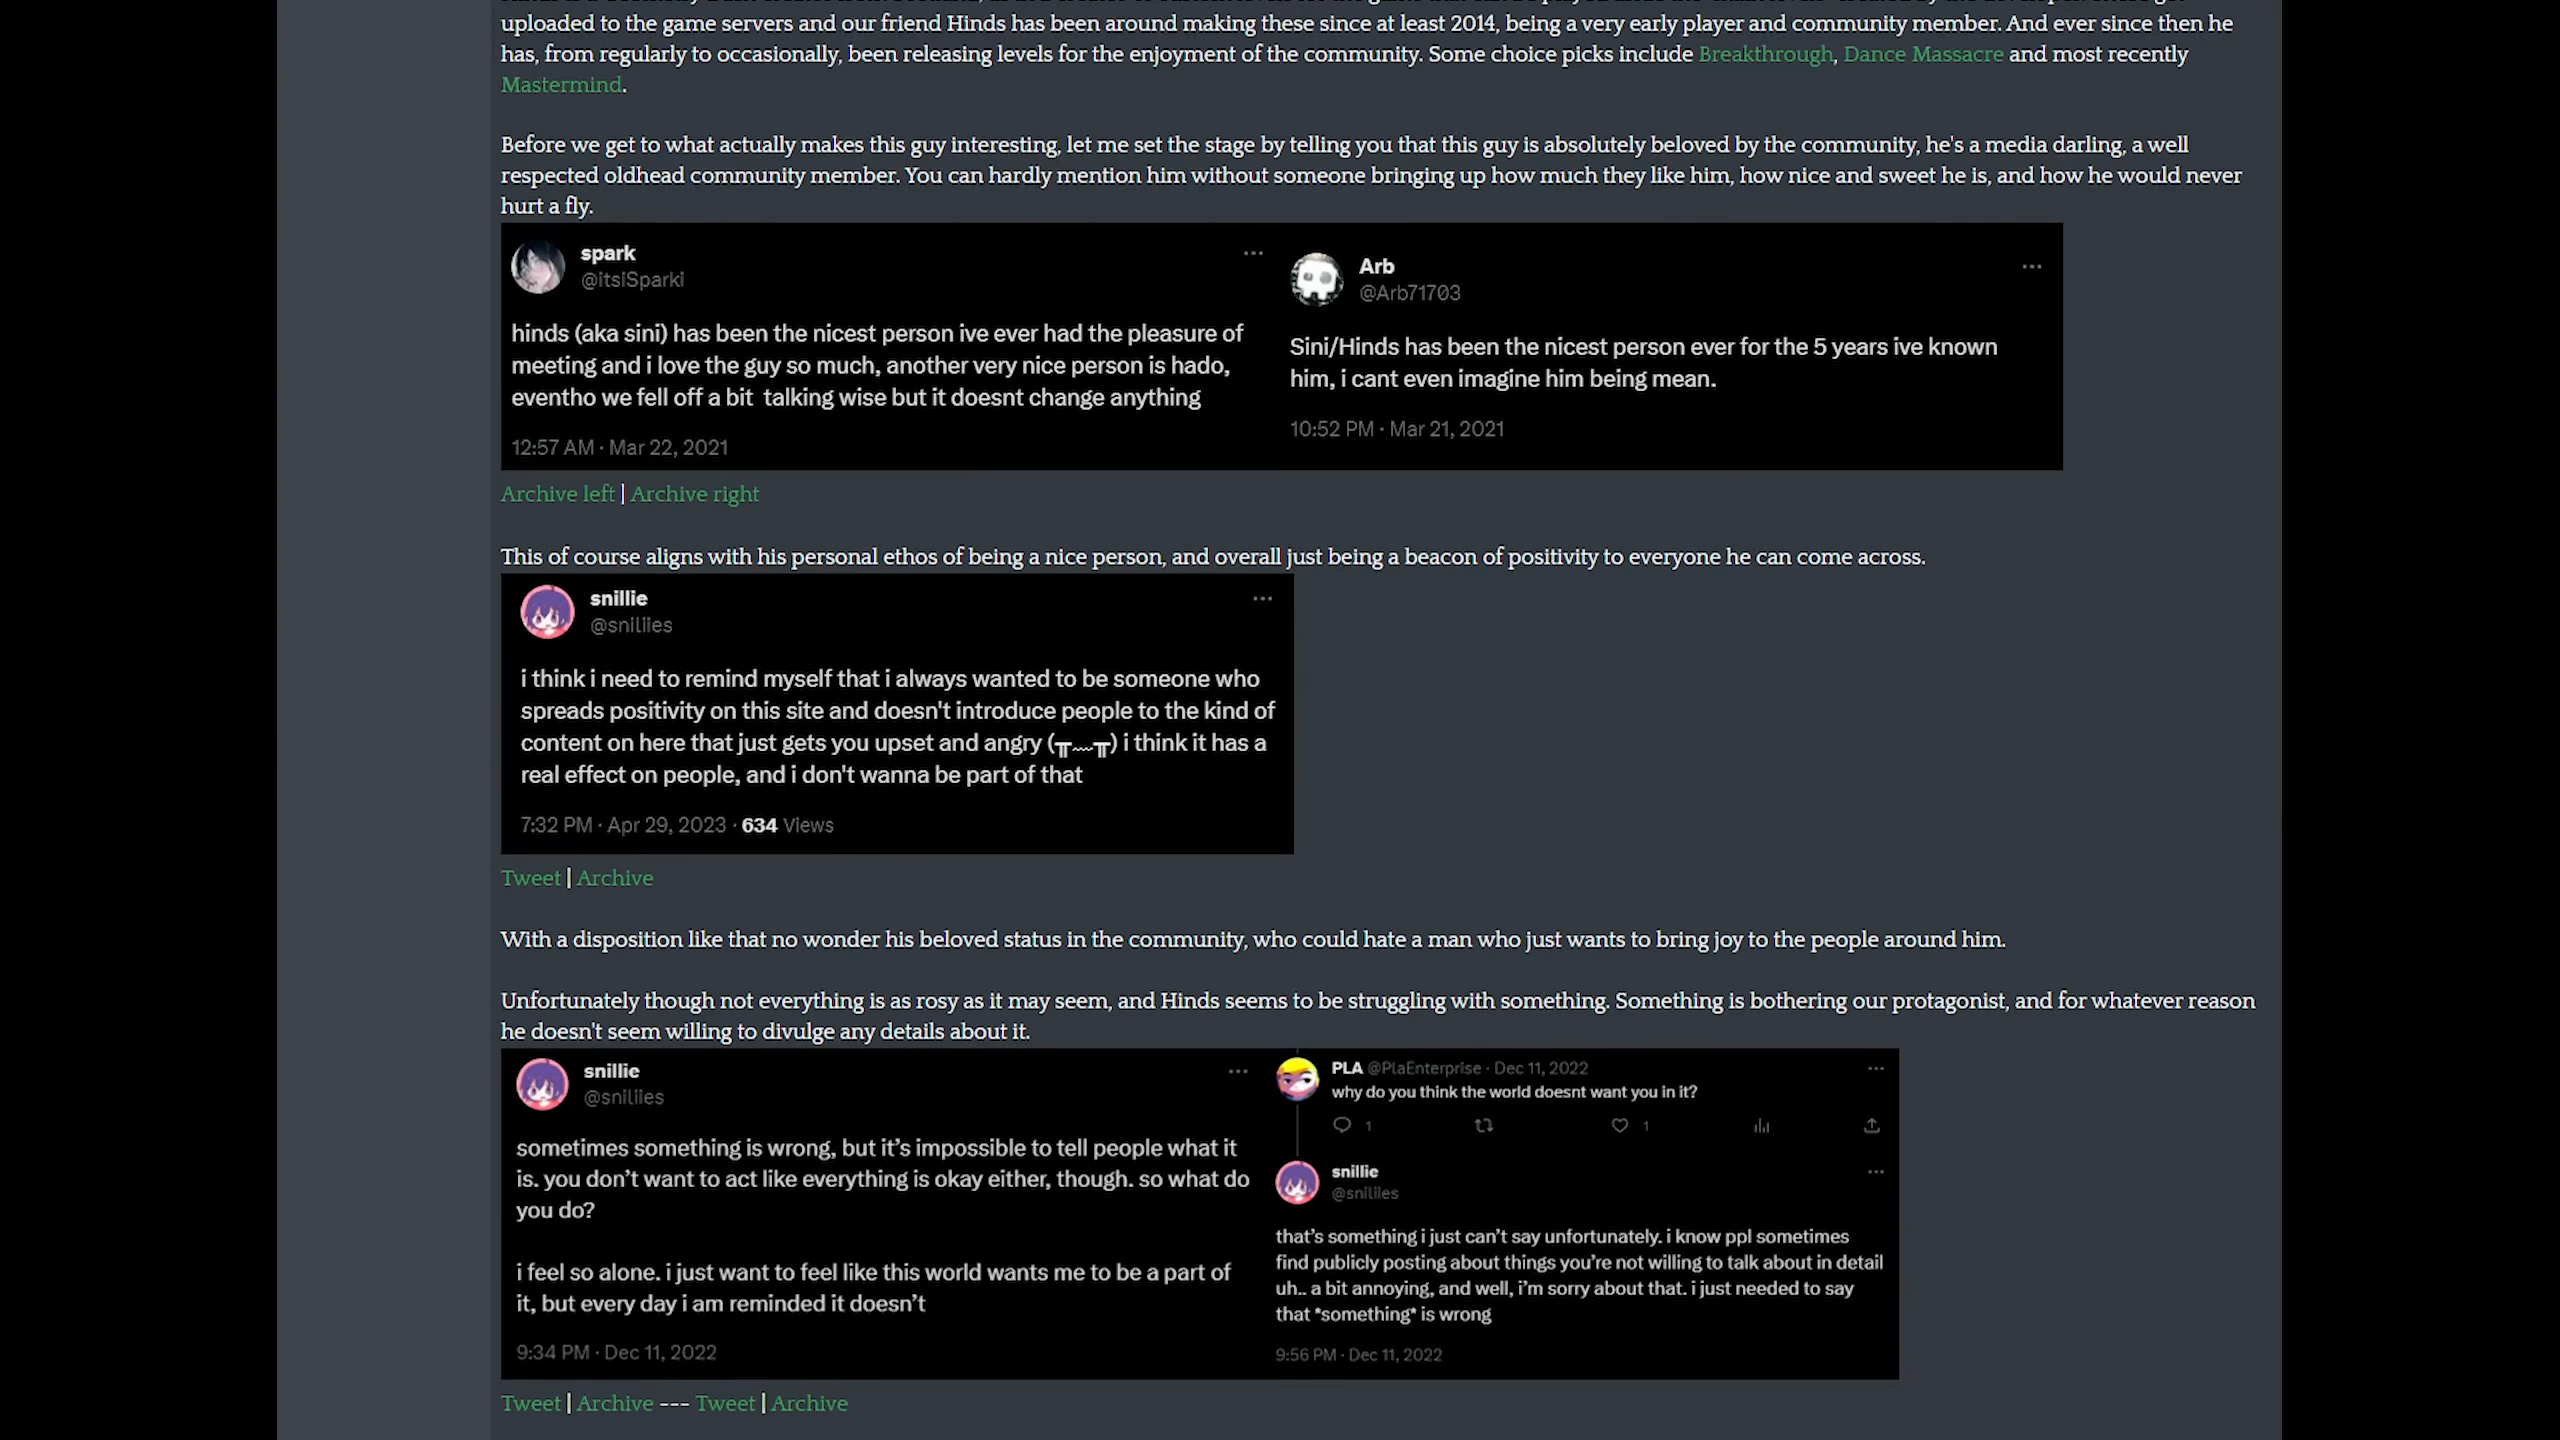 uploaded to the game servers and our friend Hinds has been around making these since at least 2014, being a very early player and community member. And ever since then he
has, from regularly to occasionally, been releasing levels for the enjoyment of the community. Some choice picks include Breakthrough, Dance Massacre and most recently
Mastermind.
Before we get to what actually makes this guy interesting, let me set the stage by telling you that this guy is absolutely beloved by the community, he's a media darling, a well
respected oldhead community member. You can hardly mention him without someone bringing up how much they like him, how nice and sweet he is, and how he would never
hurt a fly.
spark
@itsiSparki
hinds (aka sini) has been the nicest person ive ever had the pleasure of
meeting and i love the guy so much, another very nice person is hado,
eventho we fell off a bit talking wise but it doesnt change anything
12:57 AM · Mar 22, 2021
Arb
@Arb71703
Sini/Hinds has been the nicest person ever for the 5 years ive known
him, i cant even imagine him being mean.
10:52 PM · Mar 21, 2021
Archive left | Archive right
This of course aligns with his personal ethos of being a nice person, and overall just being a beacon of positivity to everyone he can come across.
snillie
@sniliies
i think i need to remind myself that i always wanted to be someone who
spreads positivity on this site and doesn't introduce people to the kind of
content on here that just gets you upset and angry (╥﹏╥) i think it has a
real effect on people, and i don't wanna be part of that
7:32 PM · Apr 29, 2023 · 634 Views
Tweet | Archive
With a disposition like that no wonder his beloved status in the community, who could hate a man who just wants to bring joy to the people around him.
Unfortunately though not everything is as rosy as it may seem, and Hinds seems to be struggling with something. Something is bothering our protagonist, and for whatever reason
he doesn't seem willing to divulge any details about it.
snillie
@sniliies
sometimes something is wrong, but it's impossible to tell people what it
is. you don't want to act like everything is okay either, though. so what do
you do?
i feel so alone. i just want to feel like this world wants me to be a part of
it, but every day i am reminded it doesn't
9:34 PM · Dec 11, 2022
PLA @PlaEnterprise · Dec 11, 2022
why do you think the world doesnt want you in it?
1 1
snillie
@sniliies
that's something i just can't say unfortunately. i know ppl sometimes
find publicly posting about things you're not willing to talk about in detail
uh.. a bit annoying, and well, i'm sorry about that. i just needed to say
that *something* is wrong
9:56 PM · Dec 11, 2022
Tweet | Archive --- Tweet | Archive